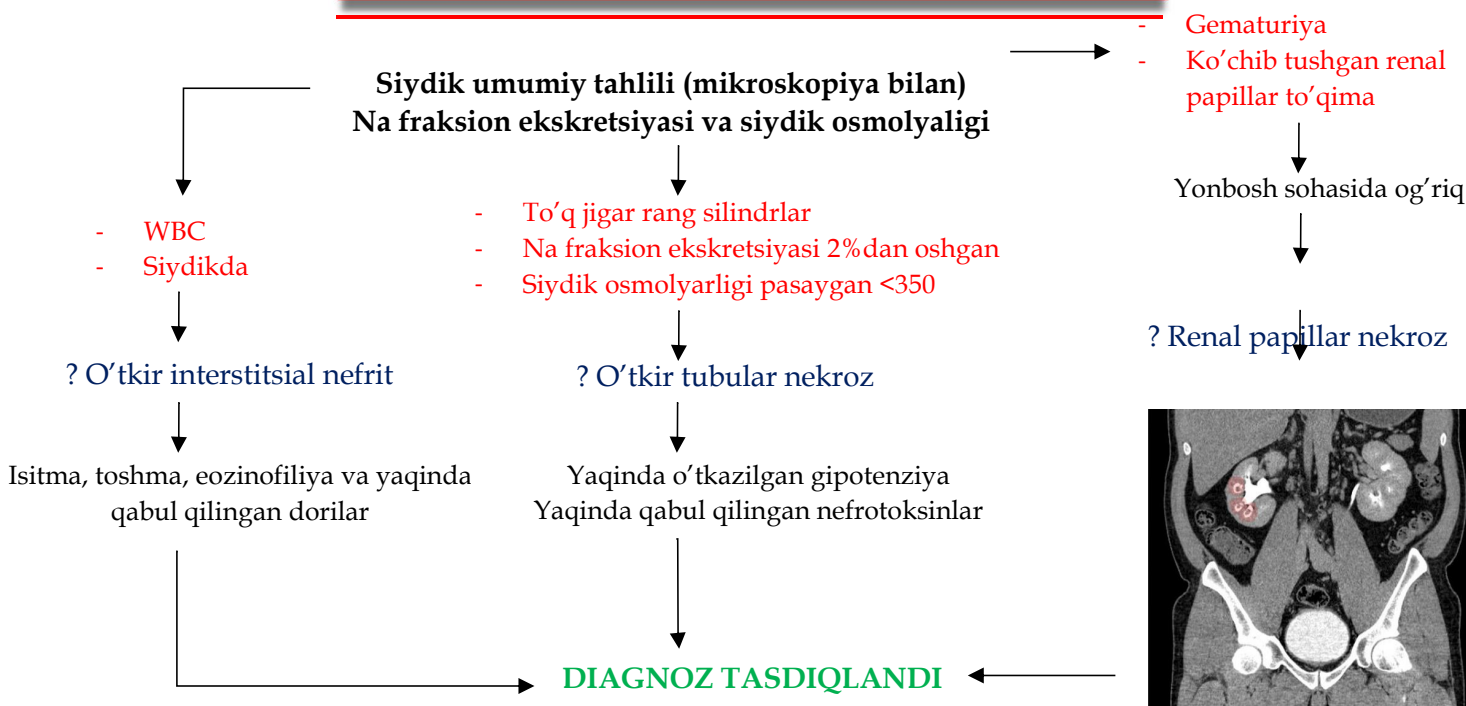 Siydik umumiy tahlili (mikroskopiya bilan)
Na fraksion ekskretsiyasi va siydik osmolyaligi
- WBC
- Siydikda
? O’tkir interstitsial nefrit
Isitma, toshma, eozinofiliya va yaqinda
qabul qilingan dorilar
- To’q jigar rang silindrlar
- Na fraksion ekskretsiyasi 2%dan oshgan
- Siydik osmolyarligi pasaygan <350
? O’tkir tubular nekroz
Yaqinda o’tkazilgan gipotenziya
Yaqinda qabul qilingan nefrotoksinlar
- Gematuriya
- Ko’chib tushgan renal
papillar to’qima
Yonbosh sohasida og’riq
? Renal papillar nekroz
DIAGNOZ TASDIQLANDI